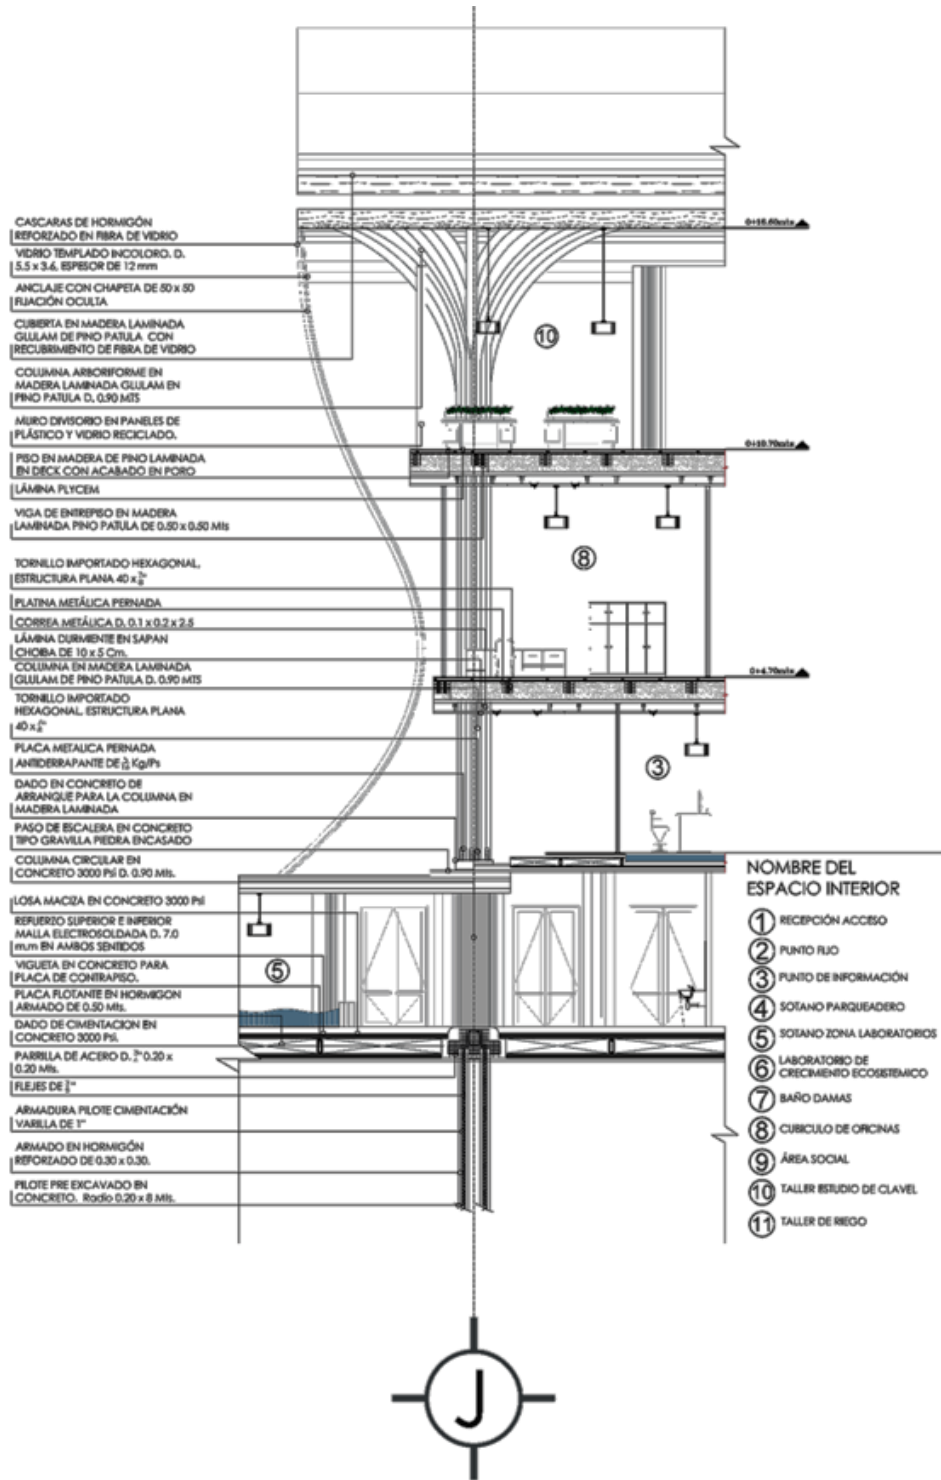 CASCARAS DE HORMIGÓN
REFORZADO EN FIBRA DE VIDRIO
VIDRIO TEMPLADO INCOLORO. D.
5.5 x 3.6, ESPESOR DE 12 mm
ANCLAJE CON CHAPETA DE 50 x 50
FIJACIÓN OCULTA
CUBIERTA EN MADERA LAMINADA
GLULAM DE PINO PATULA CON
RECUBRIMIENTO DE FIBRA DE VIDRIO
COLUMNA ARBORIFORME EN
MADERA LAMINADA GLULAM EN
PINO PATULA D. 0.90 MTS
MURO DIVISORIO EN PANELES DE
PLÁSTICO Y VIDRIO RECICLADO.
PISO EN MADERA DE PINO LAMINADA
EN DECK CON ACABADO EN PORO
LÁMINA PLYCEM
VIGA DE ENTREPISO EN MADERA
LAMINADA PINO PATULA DE 0.50 x 0.50 Mts
TORNILLO IMPORTADO HEXAGONAL,
ESTRUCTURA PLANA 40 x
PLATINA METÁLICA PERNADA
CORREA METÁLICA D. 0.1 x 0.2 x 2.5
LÁMINA DURMIENTE EN SAPAN
CHOIBA DE 10 x 5 Cm.
COLUMNA EN MADERA LAMINADA
GLULAM DE PINO PATULA D. 0.90 MTS
TORNILLO IMPORTADO
HEXAGONAL, ESTRUCTURA PLANA
40 x
PLACA METALICA PERNADA
ANTIDERRAPANTE DE Kg/Ps
DADO EN CONCRETO DE
ARRANQUE PARA LA COLUMNA EN
MADERA LAMINADA
PASO DE ESCALERA EN CONCRETO
TIPO GRAVILLA PIEDRA ENCASADO
COLUMNA CIRCULAR EN
CONCRETO 3000 Psi D. 0.90 Mts.
LOSA MACIZA EN CONCRETO 3000 Psi
REFUERZO SUPERIOR E INFERIOR
MALLA ELECTROSOLDADA D. 7.0
m.m EN AMBOS SENTIDOS
VIGUETA EN CONCRETO PARA
PLACA DE CONTRAPISO.
PLACA FLOTANTE EN HORMIGON
ARMADO DE 0.50 Mts.
DADO DE CIMENTACION EN
CONCRETO 3000 Psi.
PARRILLA DE ACERO D. 0.20 x
0.20 Mts.
FLEJES DE
ARMADURA PILOTE CIMENTACIÓN
VARILLA DE 1"
ARMADO EN HORMIGÓN
REFORZADO DE 0.30 x 0.30.
PILOTE PRE EXCAVADO EN
CONCRETO. Radio 0.20 x 8 Mts.
0+10.70mts
0+4.70mts
10
8
3
5
NOMBRE DEL
ESPACIO INTERIOR
1 RECEPCIÓN ACCESO
2 PUNTO FIJO
3 PUNTO DE INFORMACIÓN
4 SOTANO PARQUEADERO
5 SOTANO ZONA LABORATORIOS
6 LABORATORIO DE
CRECIMIENTO ECOSISTEMICO
7 BAÑO DAMAS
8 CUBICULO DE OFICINAS
9 ÁREA SOCIAL
10 TALLER ESTUDIO DE CLAVEL
11 TALLER DE RIEGO
J